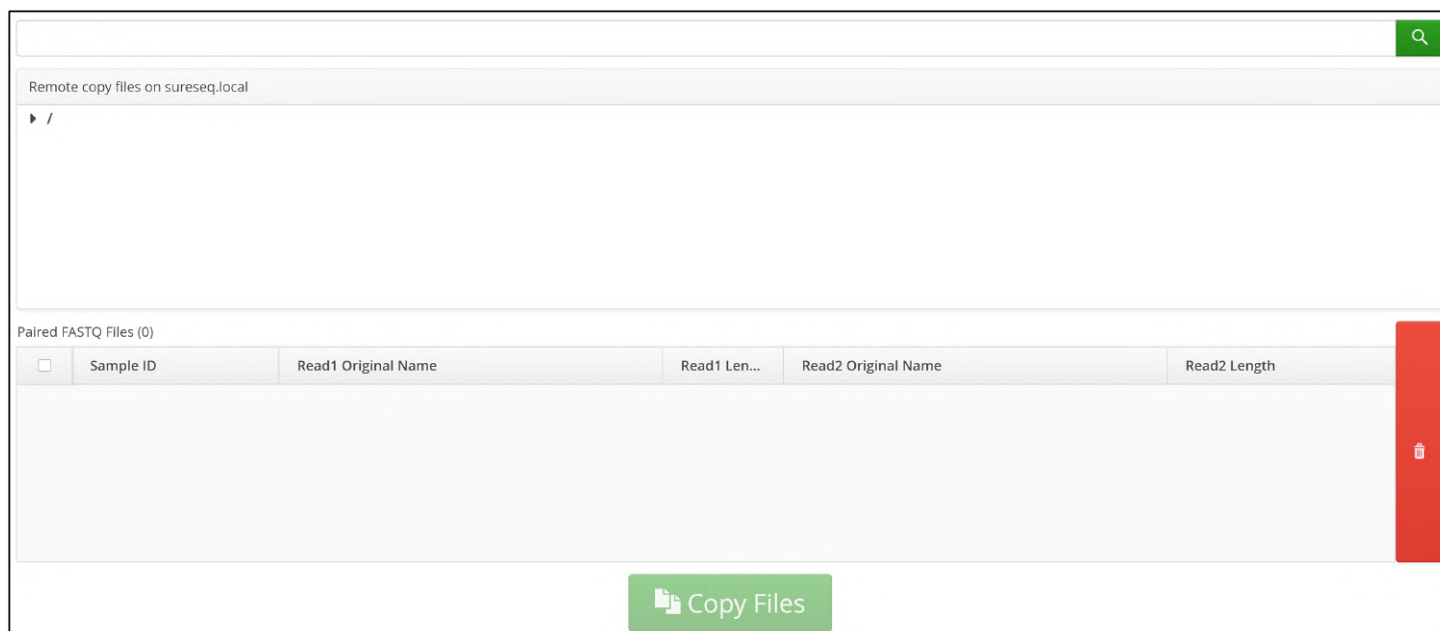 Remote copy files on sureseq.local
/
Paired FASTQ Files (0)
Sample ID Read1 Original Name Read1 Len... Read2 Original Name Read2 Length
Copy Files